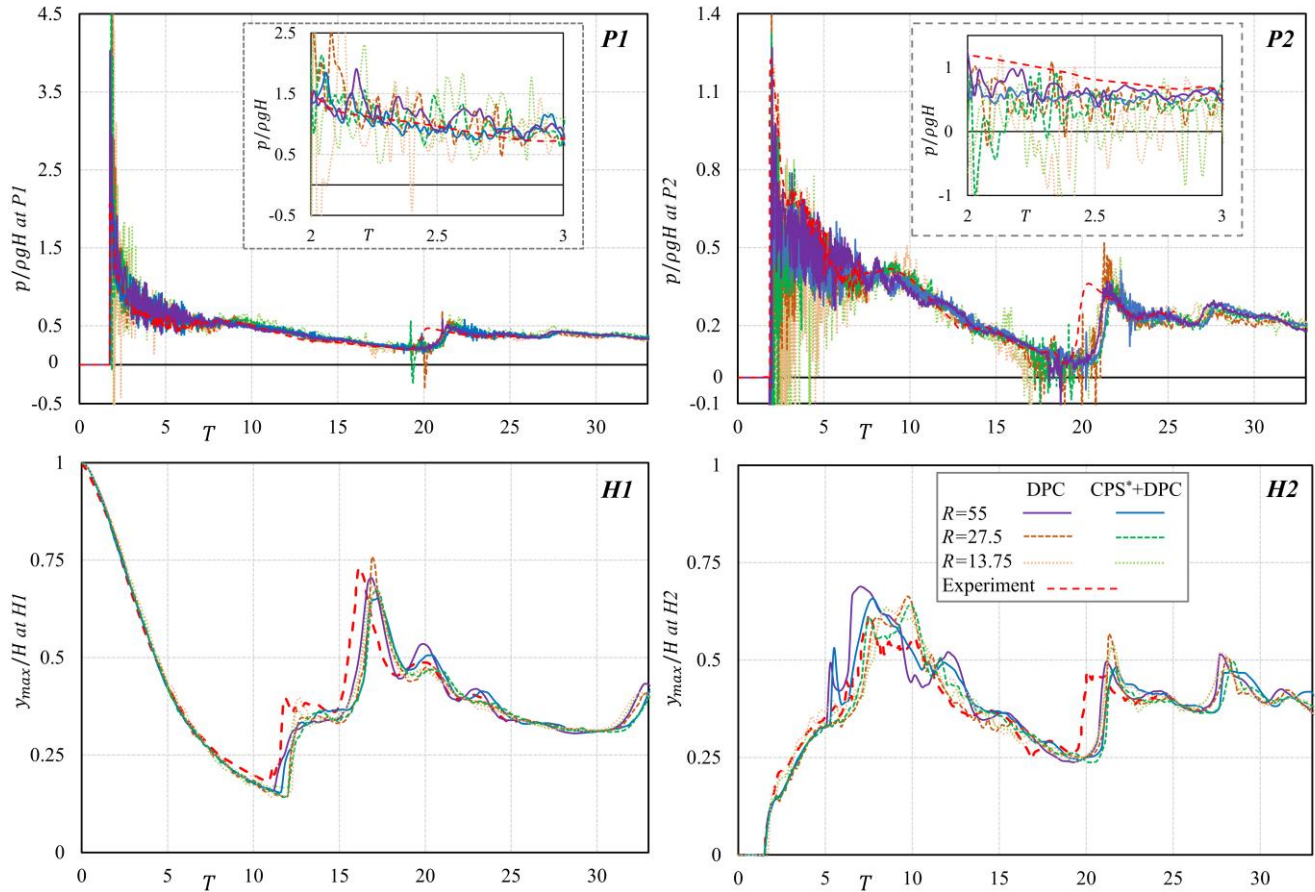 P1
4.5
3.5
2.5
1.5
0.5
0
-0.5
p/ρgH at P1
0 5 10 15 20 25 30
T
2.5
1.5
0.5
-0.5
p/ρgH
2 T 2.5 3
P2
1.4
1.1
0.8
0.5
0.2
0
-0.1
p/ρgH at P2
0 5 10 15 20 25 30
T
1
0
-1
p/ρgH
2 T 2.5 3
H1
1
0.75
0.5
0.25
0
y_max/H at H1
0 5 10 15 20 25 30
T
H2
1
0.75
0.5
0.25
0
y_max/H at H2
0 5 10 15 20 25 30
T
DPC CPS*+DPC
R=55
R=27.5
R=13.75
Experiment